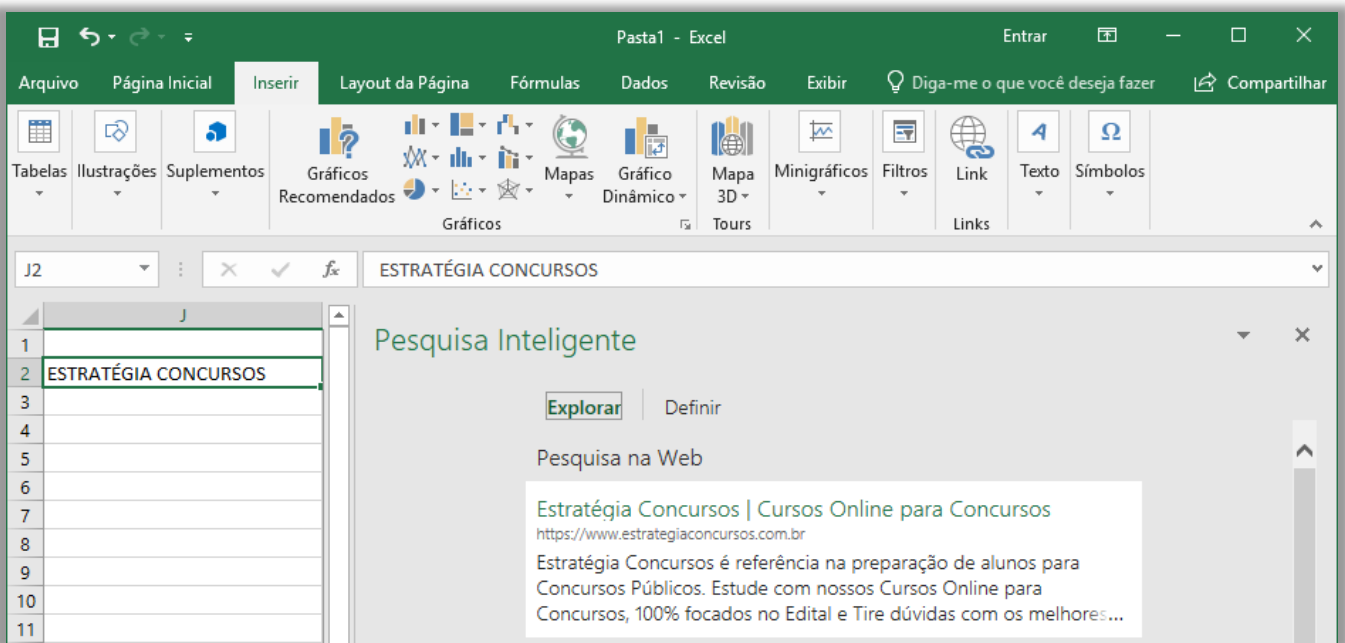 Pasta1 - Excel
Entrar
Arquivo Página Inicial Inserir Layout da Página Fórmulas Dados Revisão Exibir Diga-me o que você deseja fazer Compartilhar
Tabelas Ilustrações Suplementos Gráficos Recomendados Mapas Gráfico Dinâmico Mapa 3D Minigráficos Filtros Link Texto Símbolos
Gráficos Tours Links
J2 fx ESTRATÉGIA CONCURSOS
J
1
2 ESTRATÉGIA CONCURSOS
3
4
5
6
7
8
9
10
11
Pesquisa Inteligente
Explorar Definir
Pesquisa na Web
Estratégia Concursos | Cursos Online para Concursos
https://www.estrategiaconcursos.com.br
Estratégia Concursos é referência na preparação de alunos para
Concursos Públicos. Estude com nossos Cursos Online para
Concursos, 100% focados no Edital e Tire dúvidas com os melhores...